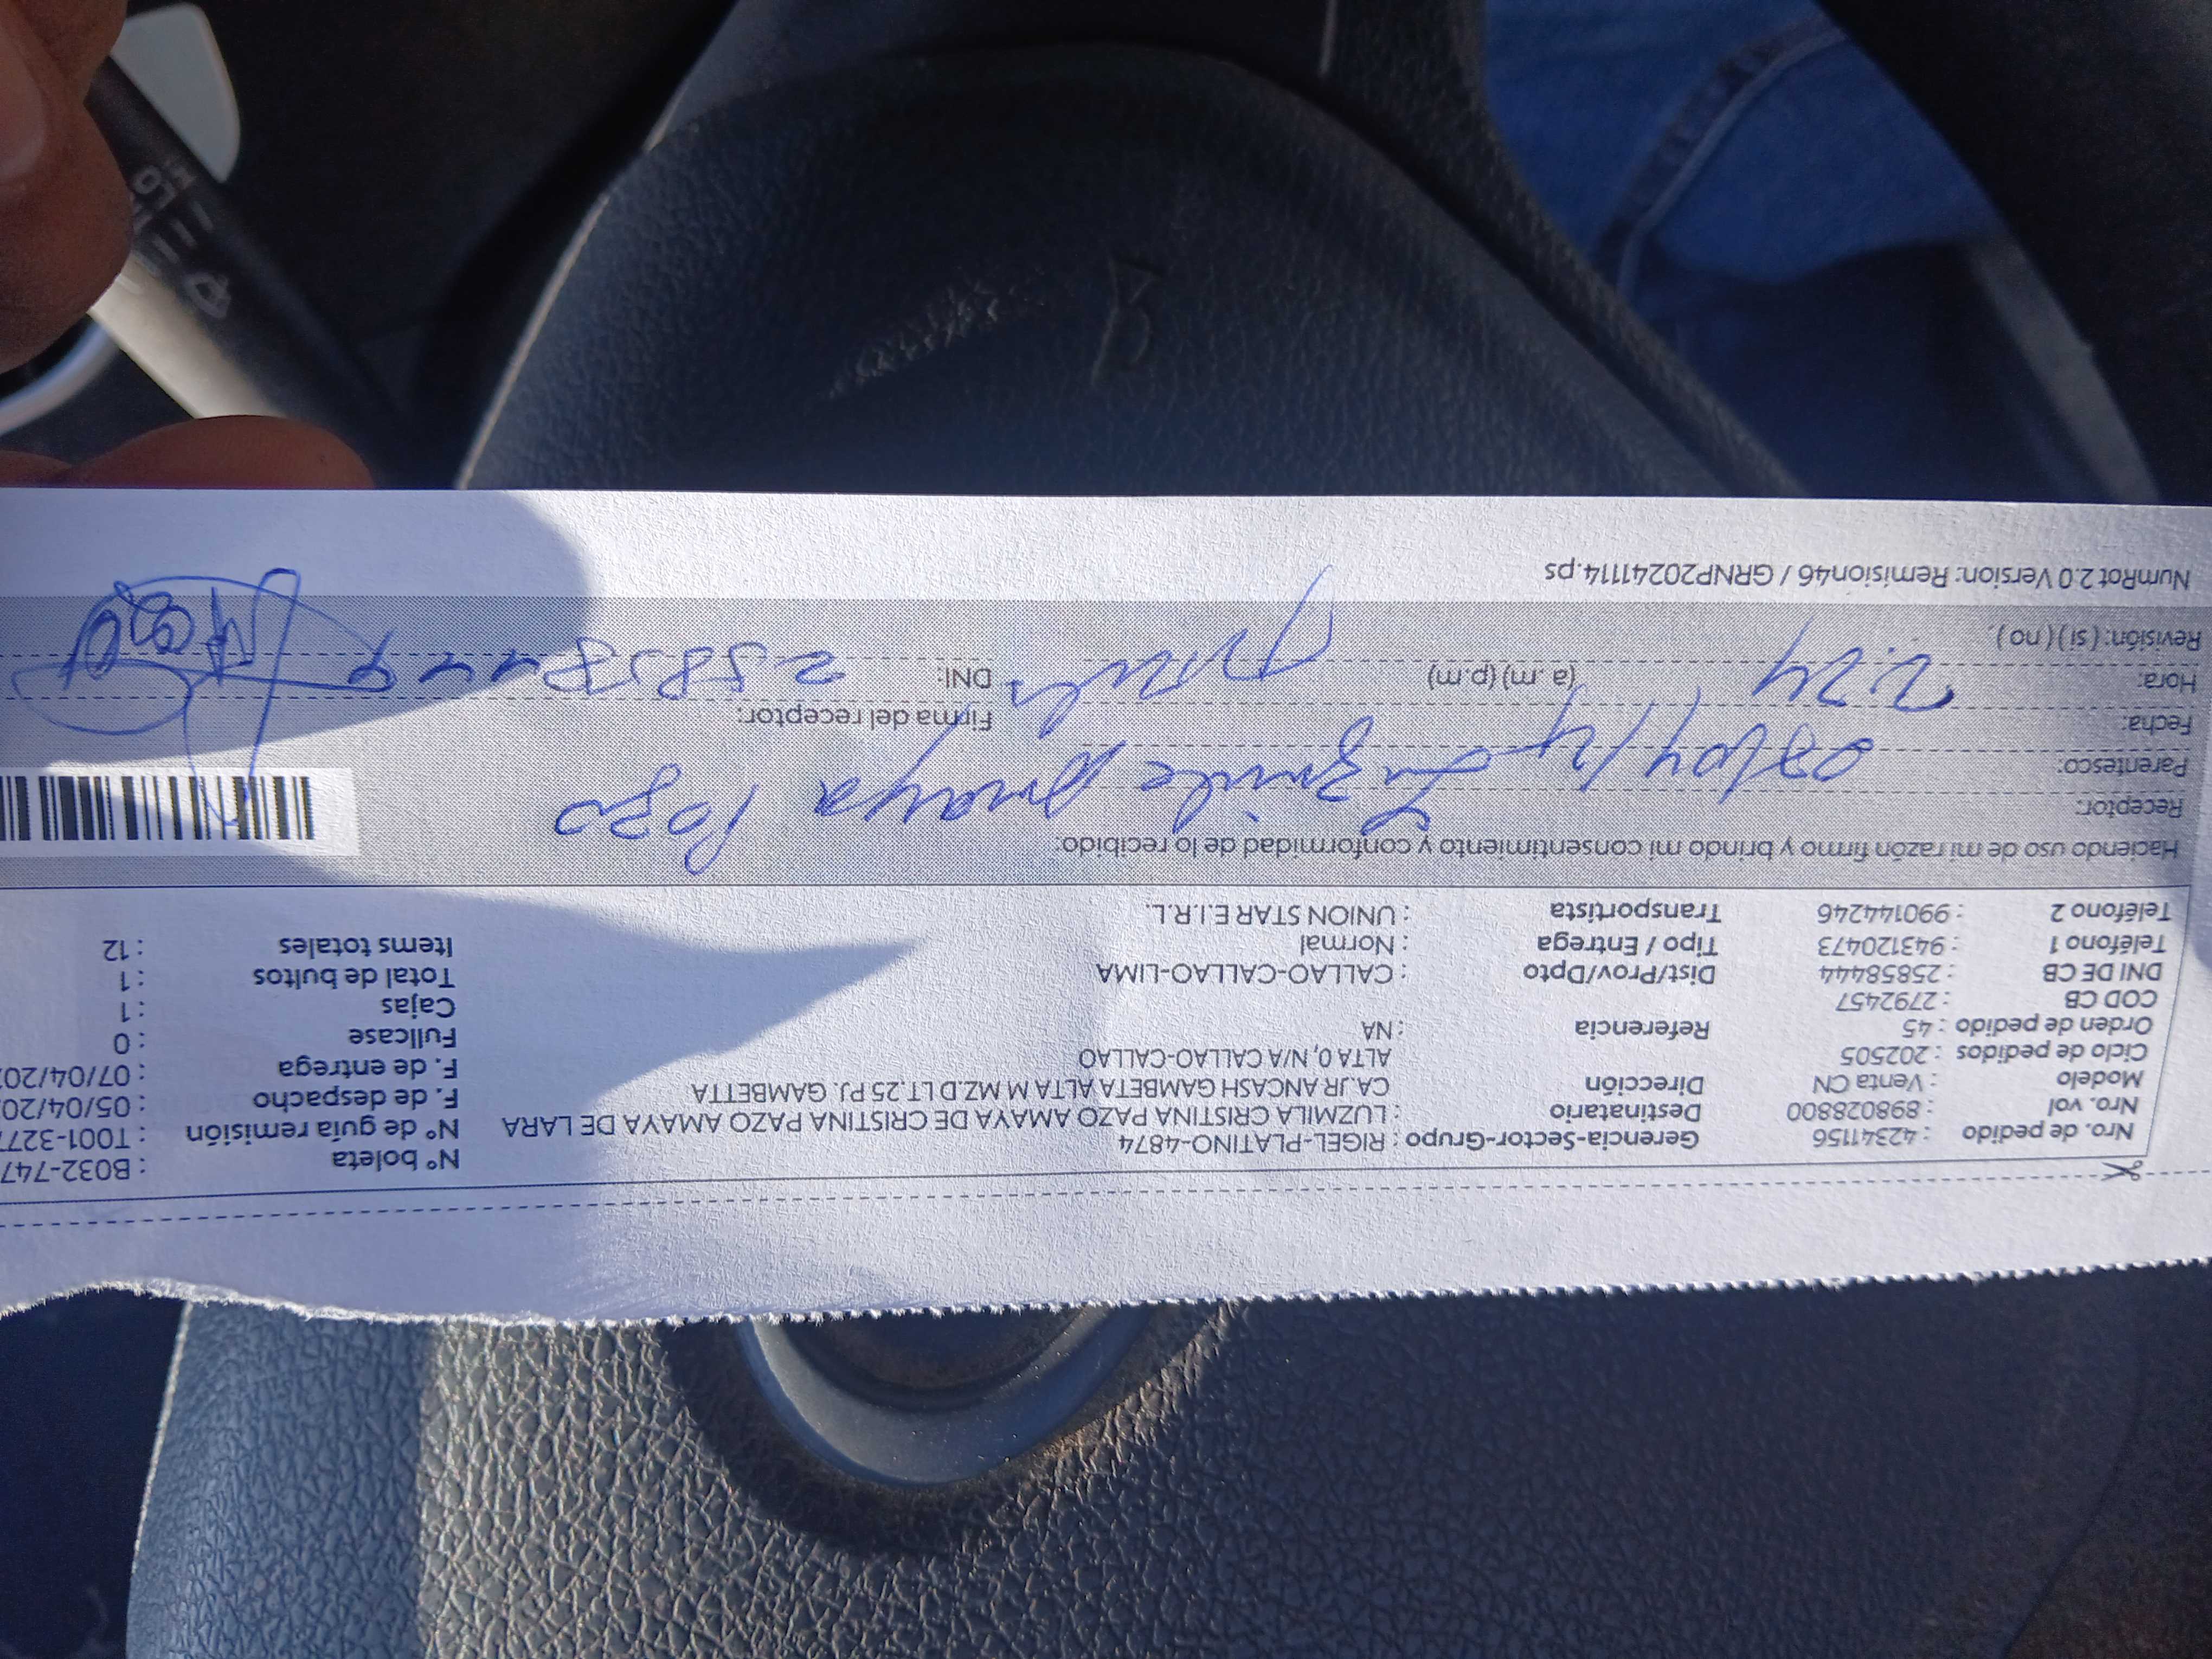 Nro. de pedido : 42341156 Gerencia-Sector-Grupo : RIGEL-PLATINO-4874 N° boleta : B032-747
Nro. vol : 898028800 Destinatario : LUZMILA CRISTINA PAZO AMAYA DE CRISTINA PAZO AMAYA DE LARA N° de guía remisión : T001-327
Modelo : Venta CN Dirección CA.JR ANCASH GAMBETA ALTA M MZ.D LT.25 PJ. GAMBETTA F. de despacho : 05/04/20
Ciclo de pedidos : 202505 ALTA 0, N/A CALLAO-CALLAO F. de entrega : 07/04/20
Orden de pedido : 45 Referencia : NA Fullcase : 0
COD CB : 2792457 Cajas : 1
DNI DE CB : 25858444 Dist/Prov/Dpto : CALLAO-CALLAO-LIMA Total de bultos : 1
Teléfono 1 : 943120473 Tipo / Entrega : Normal Items totales : 12
Teléfono 2 : 990144246 Transportista : UNION STAR E.I.R.L.
Haciendo uso de mi razón firmo y brindo mi consentimiento y conformidad de lo recibido:
Receptor: Luzmila Amaya Pazo
Parentesco:
Fecha: Firma del receptor:
Hora: 2:24 (a.m) (p.m) DNI:
Revisión: (si) (no)
NumRot 2.0 Version: Remisión46 / GRNP20241114.ps